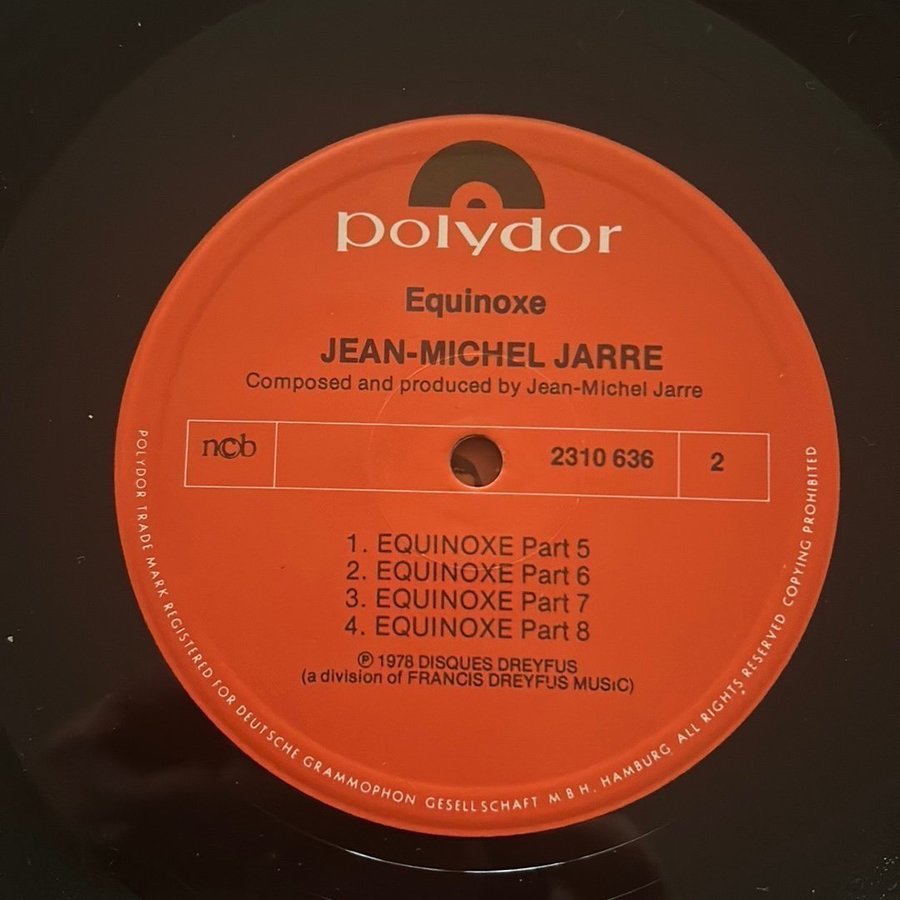 polydor
Equinoxe
JEAN-MICHEL JARRE
Composed and produced by Jean-Michel Jarre
ncb 2310 636 2
1. EQUINOXE Part 5
2. EQUINOXE Part 6
3. EQUINOXE Part 7
4. EQUINOXE Part 8
℗ 1978 DISQUES DREYFUS
(a division of FRANCIS DREYFUS MUSIC)
POLYDOR TRADE MARK REGISTERED FOR DEUTSCHE GRAMMOPHON GESELLSCHAFT M B H, HAMBURG. ALL RIGHTS RESERVED COPYING PROHIBITED